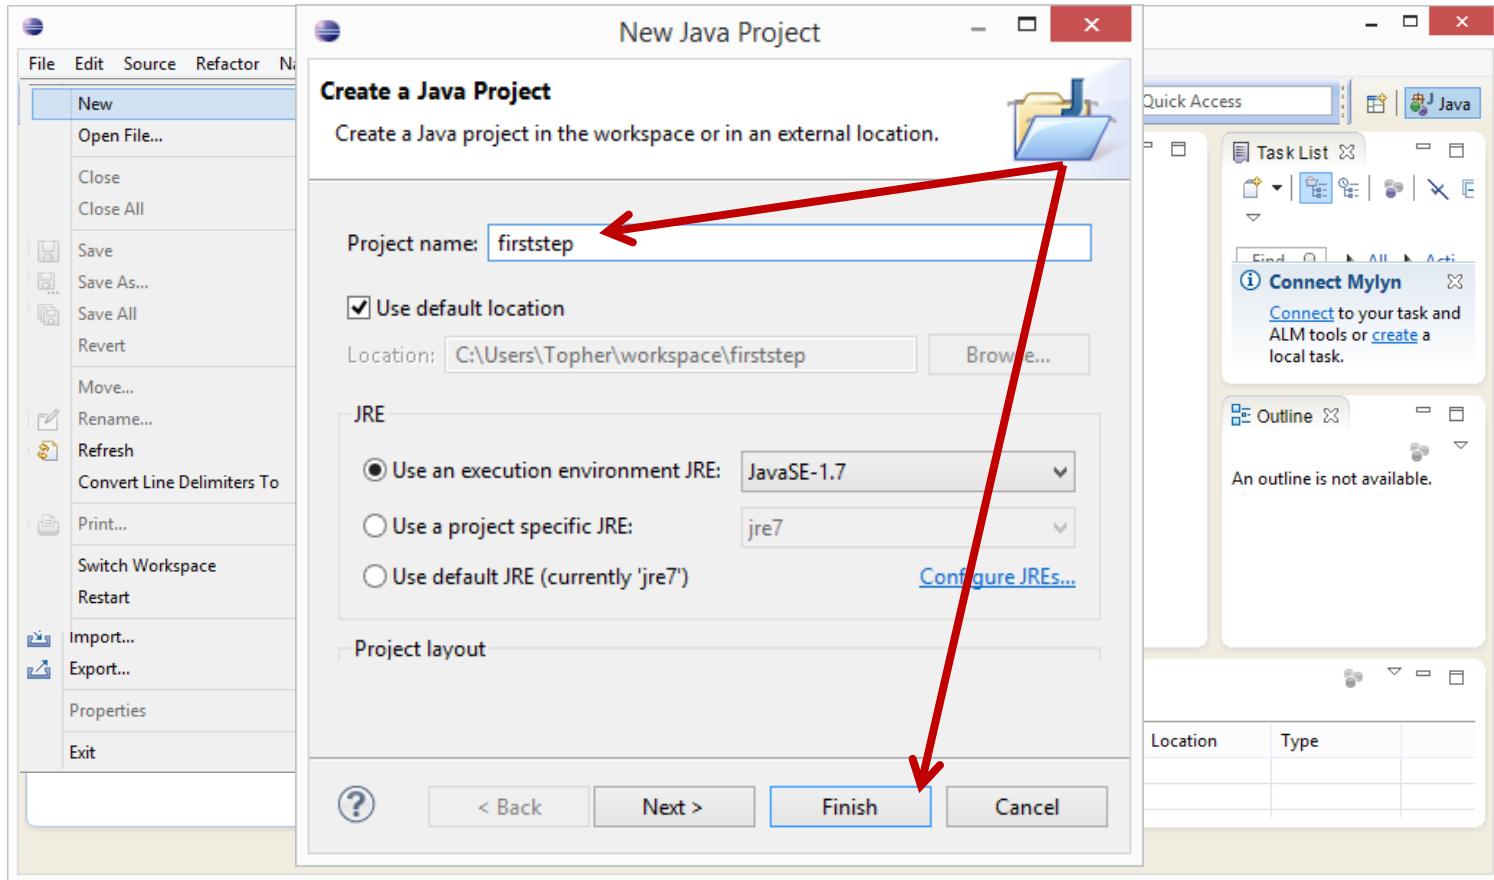 New Java Project
File Edit Source Refactor
New
Open File...
Close
Close All
Save
Save As...
Save All
Revert
Move...
Rename...
Refresh
Convert Line Delimiters To
Print...
Switch Workspace
Restart
Import...
Export...
Properties
Exit
Create a Java Project
Create a Java project in the workspace or in an external location.
Project name: firststep
Use default location
Location: C:\Users\Topher\workspace\firststep Browse...
JRE
Use an execution environment JRE: JavaSE-1.7
Use a project specific JRE: jre7
Use default JRE (currently 'jre7') Configure JREs...
Project layout
< Back Next > Finish Cancel
Quick Access Java
Task List
Find All Acti
Connect Mylyn
Connect to your task and
ALM tools or create a
local task.
Outline
An outline is not available.
Location Type